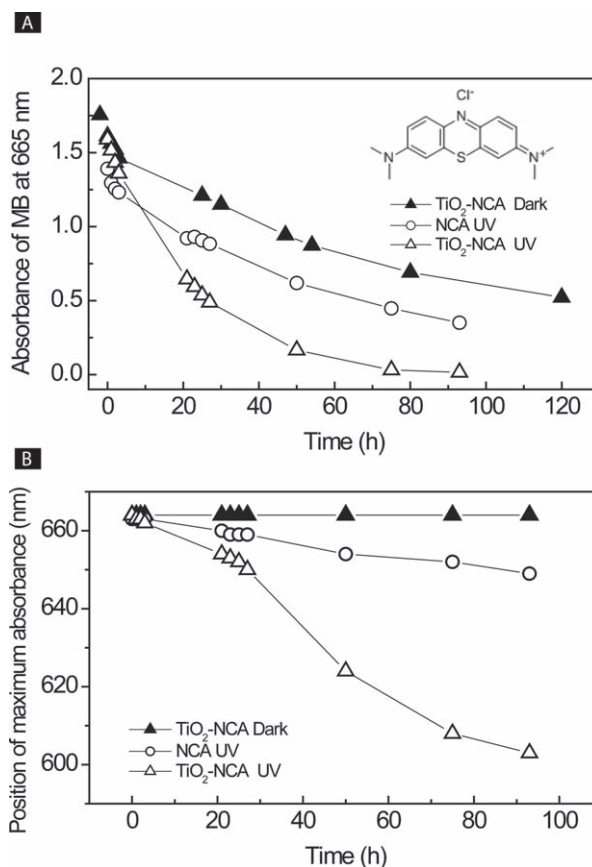 A
2.0
1.5
1.0
0.5
0.0
Absorbance of MB at 665 nm
Cl⁻
N
N
S
N⁺
TiO₂-NCA Dark
NCA UV
TiO₂-NCA UV
0 20 40 60 80 100 120
Time (h)
B
660
640
620
600
Position of maximum absorbance (nm)
TiO₂-NCA Dark
NCA UV
TiO₂-NCA UV
0 20 40 60 80 100
Time (h)